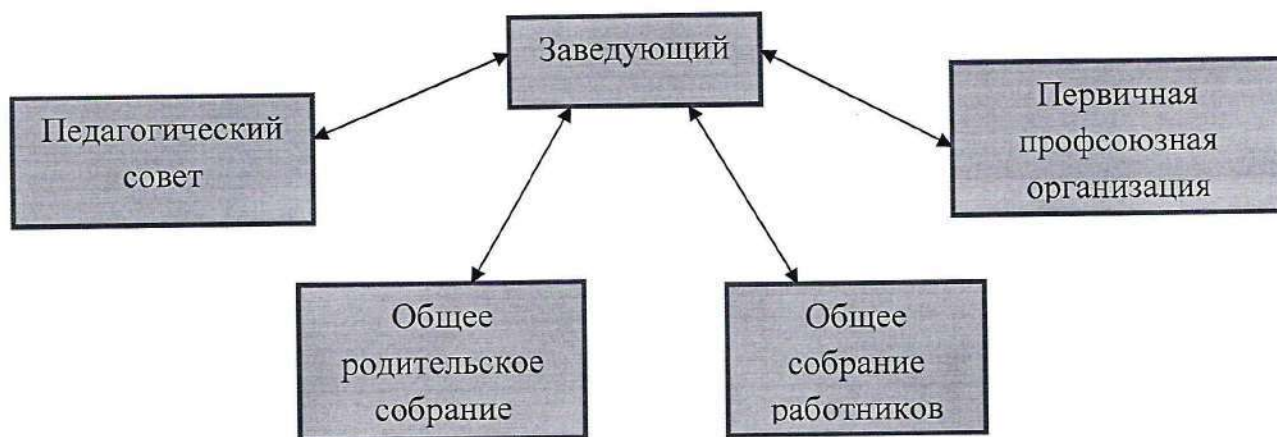 Заведующий
Педагогический
совет
Первичная
профсоюзная
организация
Общее
родительское
собрание
Общее
собрание
работников